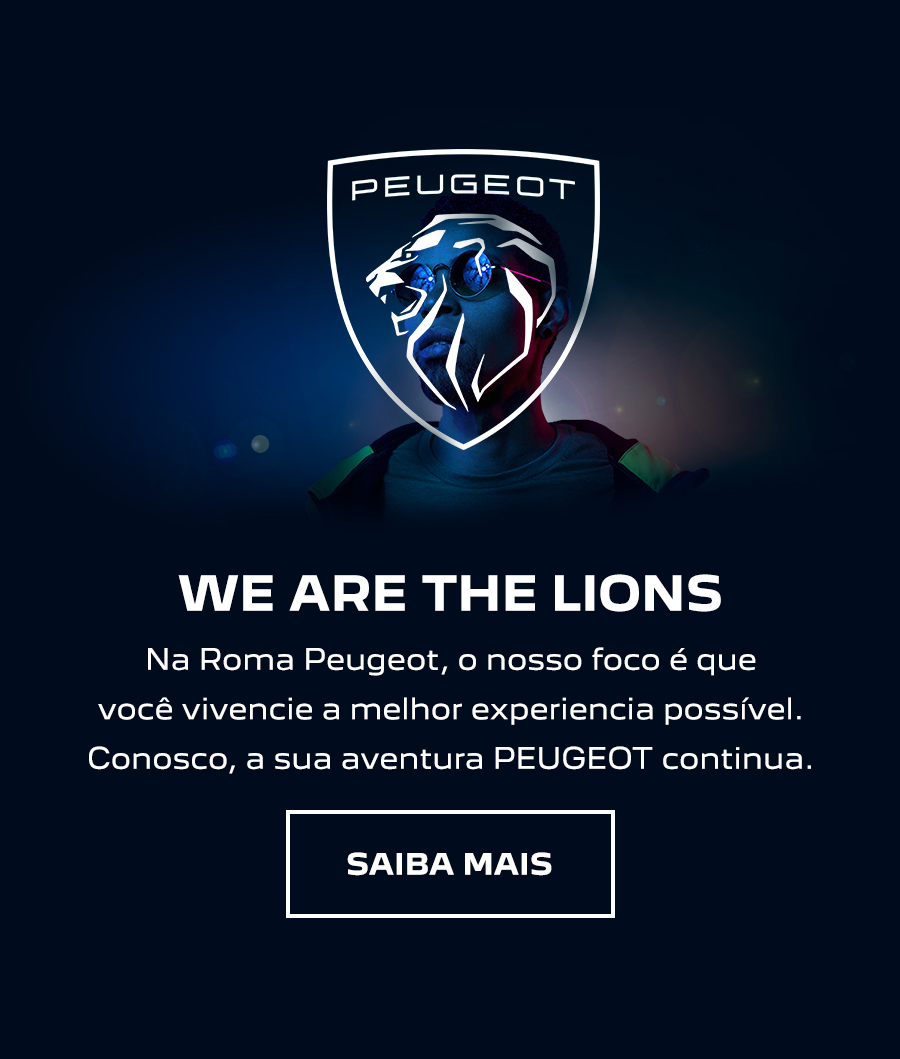 PEUGEOT
WE ARE THE LIONS
Na Roma Peugeot, o nosso foco é que
você vivencie a melhor experiencia possível.
Conosco, a sua aventura PEUGEOT continua.
SAIBA MAIS